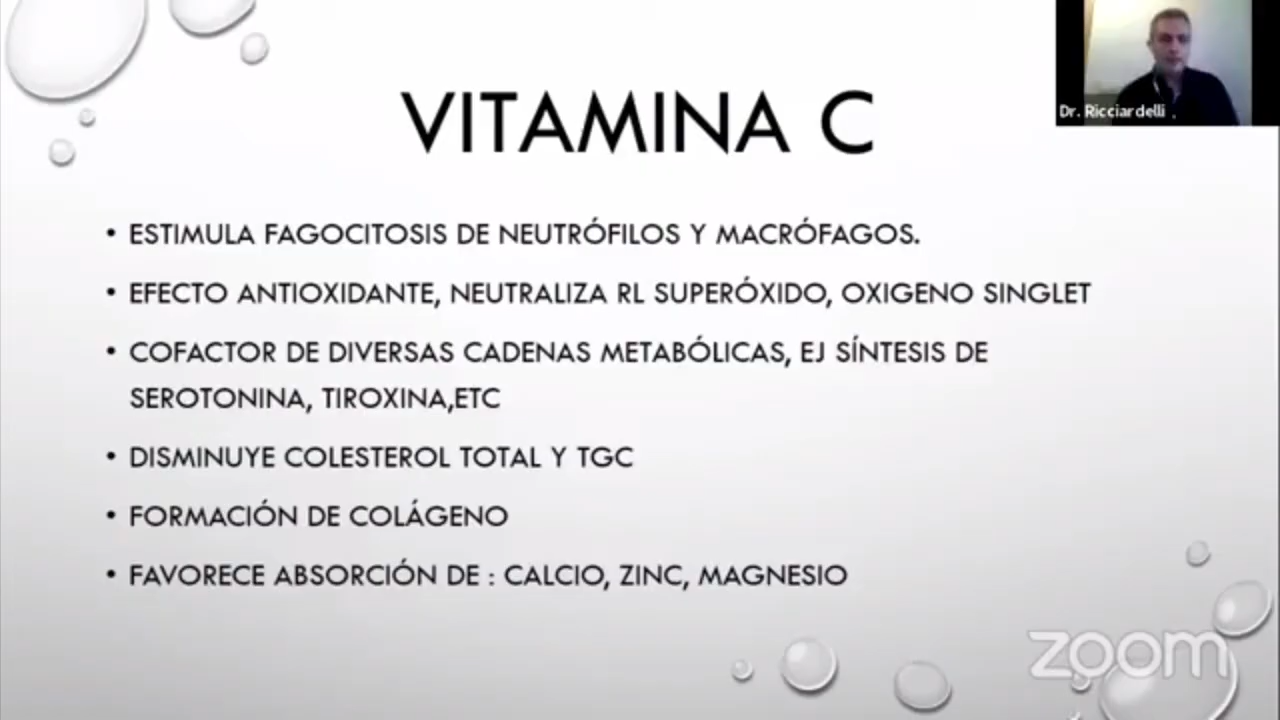 Dr. Ricciardelli .
VITAMINA C
• ESTIMULA FAGOCITOSIS DE NEUTRÓFILOS Y MACRÓFAGOS.
• EFECTO ANTIOXIDANTE, NEUTRALIZA RL SUPERÓXIDO, OXIGENO SINGLET
• COFACTOR DE DIVERSAS CADENAS METABÓLICAS, EJ SÍNTESIS DE
SEROTONINA, TIROXINA,ETC
• DISMINUYE COLESTEROL TOTAL Y TGC
• FORMACIÓN DE COLÁGENO
• FAVORECE ABSORCIÓN DE : CALCIO, ZINC, MAGNESIO
zoom